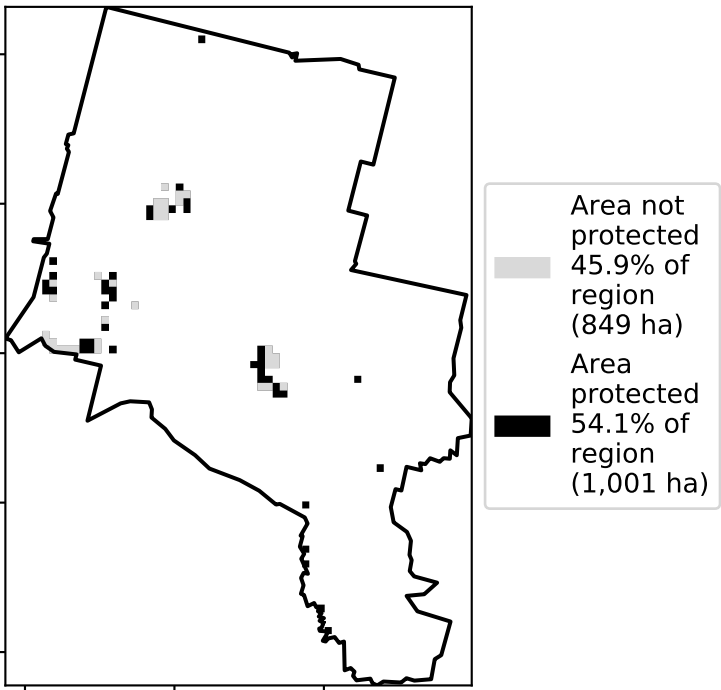 Area not
protected
45.9% of
region
(849 ha)
Area
protected
54.1% of
region
(1,001 ha)